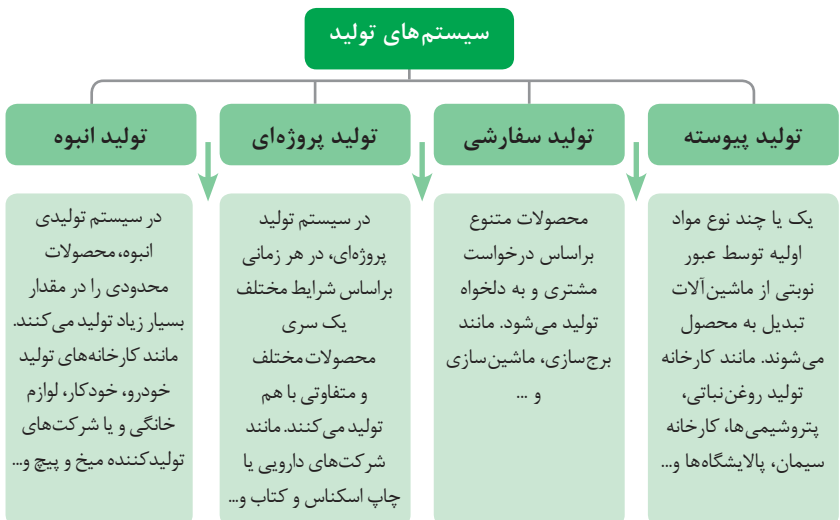 سیستم‌های تولید
تولید پیوسته
یک یا چند نوع مواد
اولیه توسط عبور
نوبتی از ماشین‌آلات
تبدیل به محصول
می‌شوند. مانند کارخانه
تولید روغن‌نباتی،
پتروشیمی‌ها، کارخانه
سیمان، پالایشگاه‌ها و...
تولید سفارشی
محصولات متنوع
براساس درخواست
مشتری و به دلخواه
تولید می‌شود. مانند
برج‌سازی، ماشین‌سازی
و ...
تولید پروژه‌ای
در سیستم تولید
پروژه‌ای، در هر زمانی
براساس شرایط مختلف
یک سری
محصولات مختلف
و متفاوتی با هم
تولید می‌کنند. مانند
شرکت‌های دارویی یا
چاپ اسکناس و کتاب و...
تولید انبوه
در سیستم تولیدی
انبوه، محصولات
محدودی را در مقدار
بسیار زیاد تولید می‌کنند.
مانند کارخانه‌های تولید
خودرو، خودکار، لوازم
خانگی و یا شرکت‌های
تولیدکننده میخ و پیچ و...